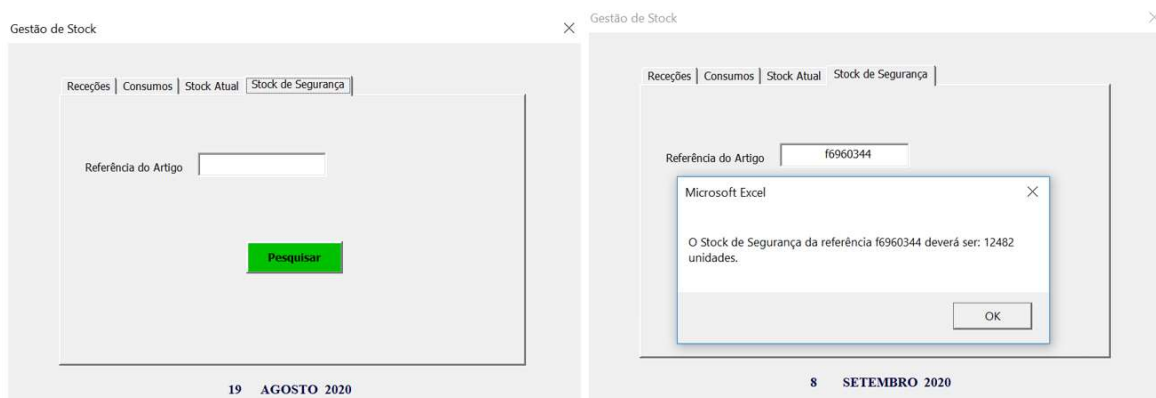 Gestão de Stock
Receções Consumos Stock Atual Stock de Segurança
Referência do Artigo
Pesquisar
19 AGOSTO 2020
Gestão de Stock
Receções Consumos Stock Atual Stock de Segurança
Referência do Artigo f6960344
Microsoft Excel
O Stock de Segurança da referência f6960344 deverá ser: 12482
unidades.
OK
8 SETEMBRO 2020